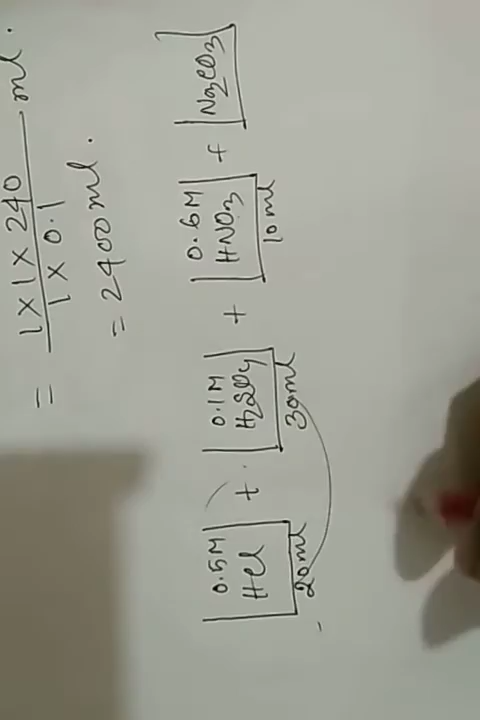 = 1 X 1 X 240 / 1 X 0.1 ml.
= 2400 ml.
0.5M + 0.1M + 0.6M +
HCl H2SO4 HNO3 Na2CO3
20ml 30ml 10ml